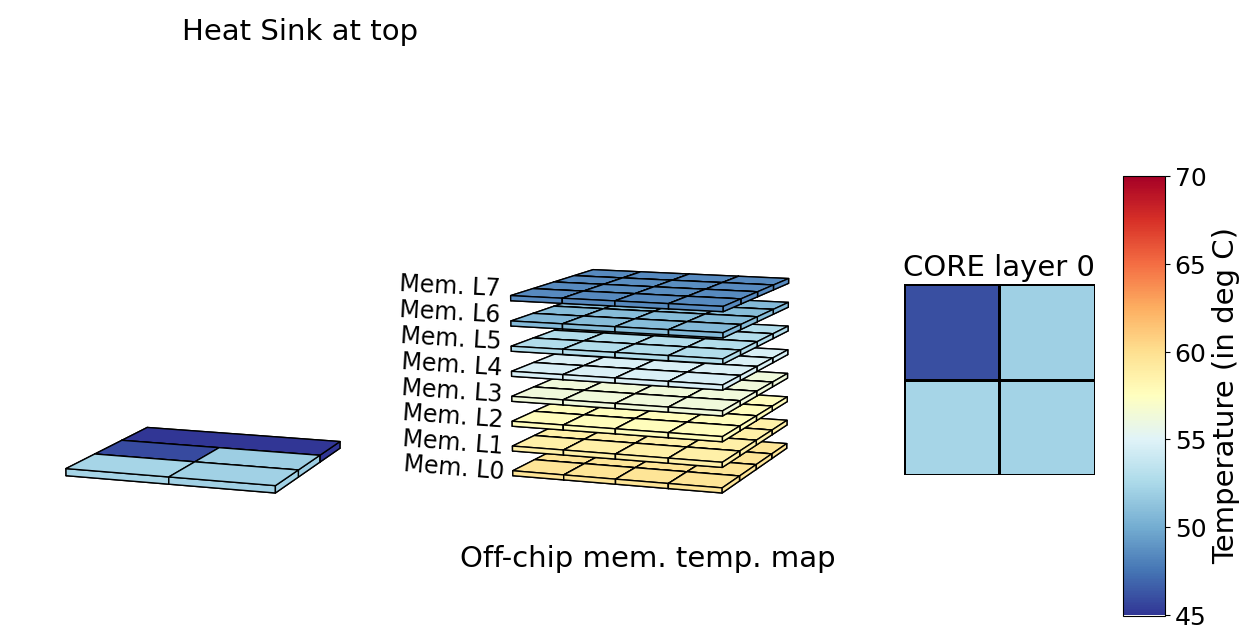 Heat Sink at top
Mem. L7
Mem. L6
Mem. L5
Mem. L4
Mem. L3
Mem. L2
Mem. L1
Mem. L0
Off-chip mem. temp. map
CORE layer 0
70
65
60
55
50
45
Temperature (in deg C)